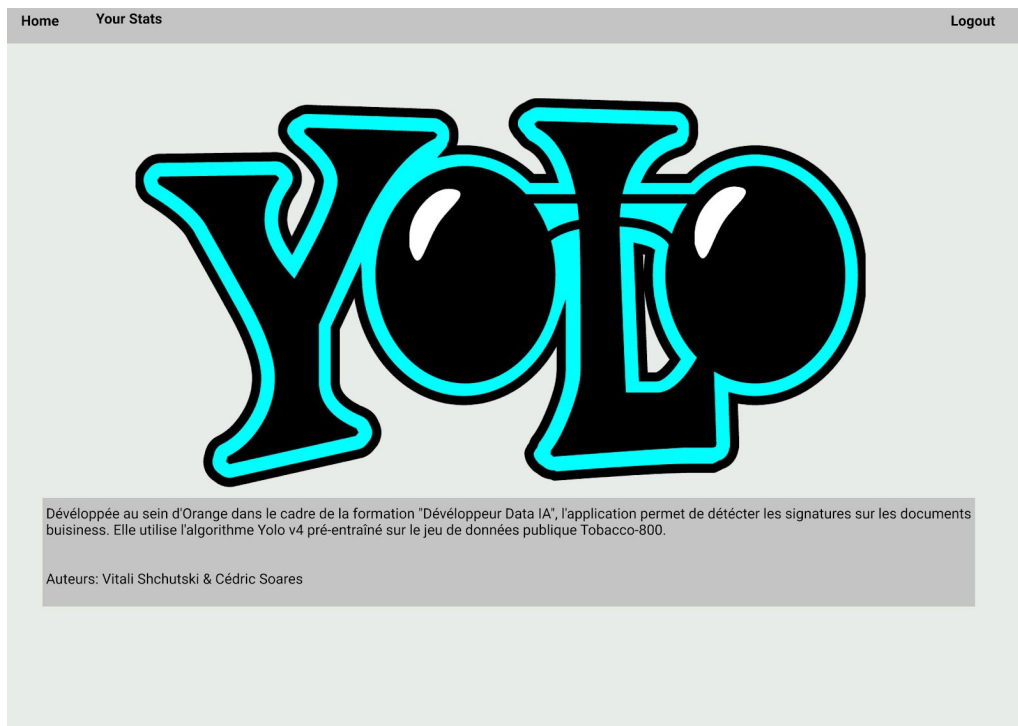 Home Your Stats Logout
YOLO
Dévéloppée au sein d'Orange dans le cadre de la formation "Dévéloppeur Data IA", l'application permet de détécter les signatures sur les documents
buisiness. Elle utilise l'algorithme Yolo v4 pré-entraîné sur le jeu de données publique Tobacco-800.
Auteurs: Vitali Shchutski & Cédric Soares